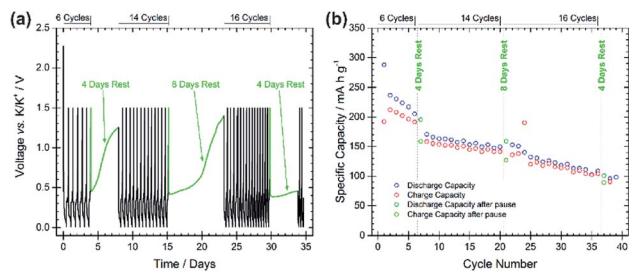 (a)
6 Cycles
14 Cycles
16 Cycles
2.5
2.0
1.5
1.0
0.5
0.0
Voltage vs. K/K⁺ / V
4 Days Rest
8 Days Rest
4 Days Rest
0
5
10
15
20
25
30
35
Time / Days
(b)
6 Cycles
14 Cycles
16 Cycles
350
300
250
200
150
100
50
0
Specific Capacity / mA h g⁻¹
4 Days Rest
8 Days Rest
4 Days Rest
Discharge Capacity
Charge Capacity
Discharge Capacity after pause
Charge Capacity after pause
0
5
10
15
20
25
30
35
40
Cycle Number